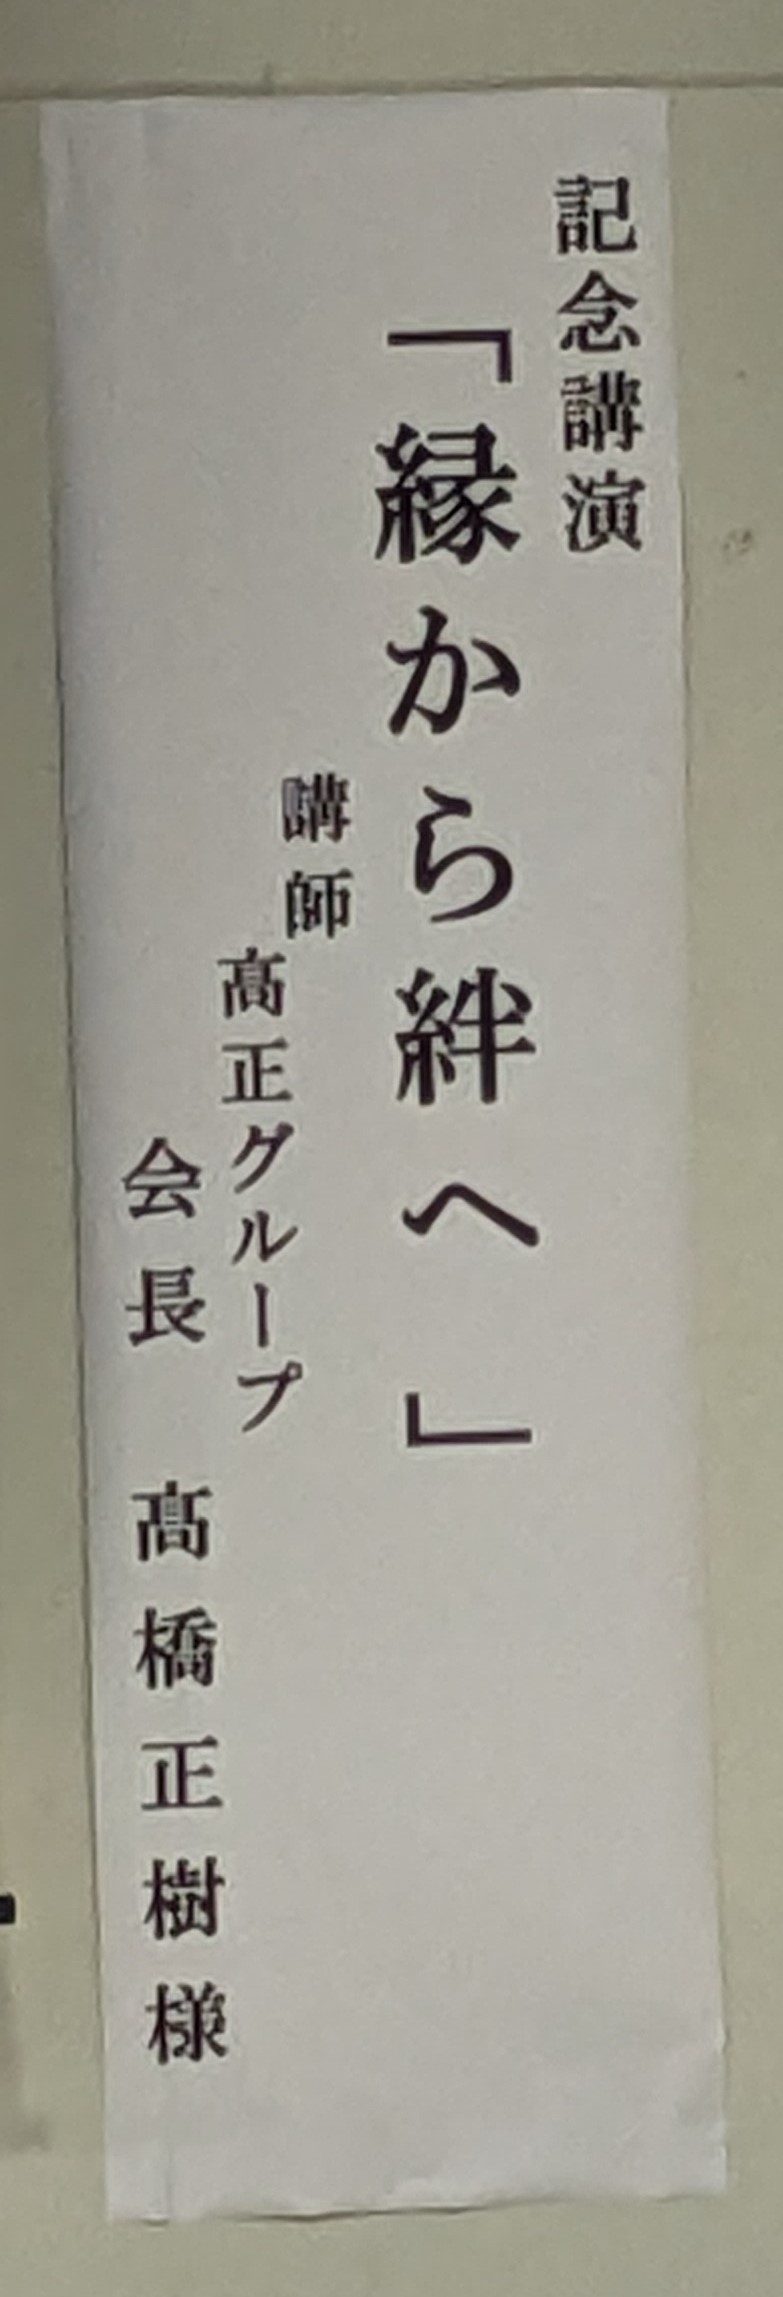 記念講演
「縁から絆へ」
講師
髙正グループ
会長 髙橋正樹様